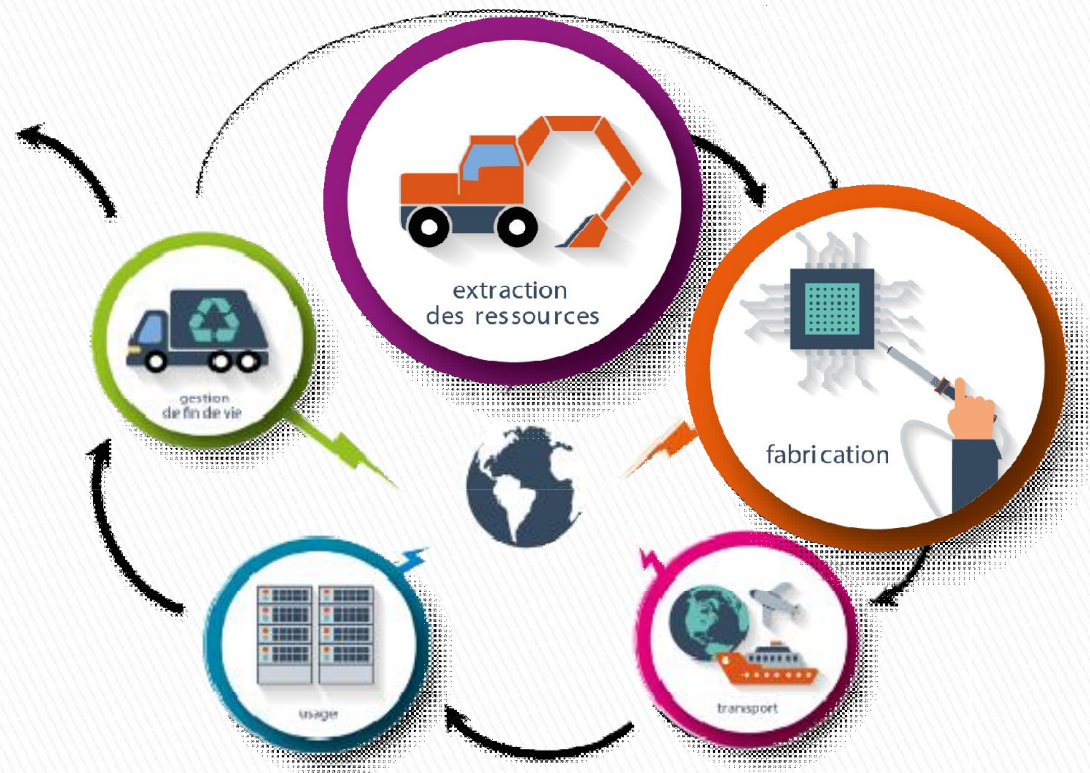 extraction
des ressources
fabrication
transport
usage
gestion
de fin de vie